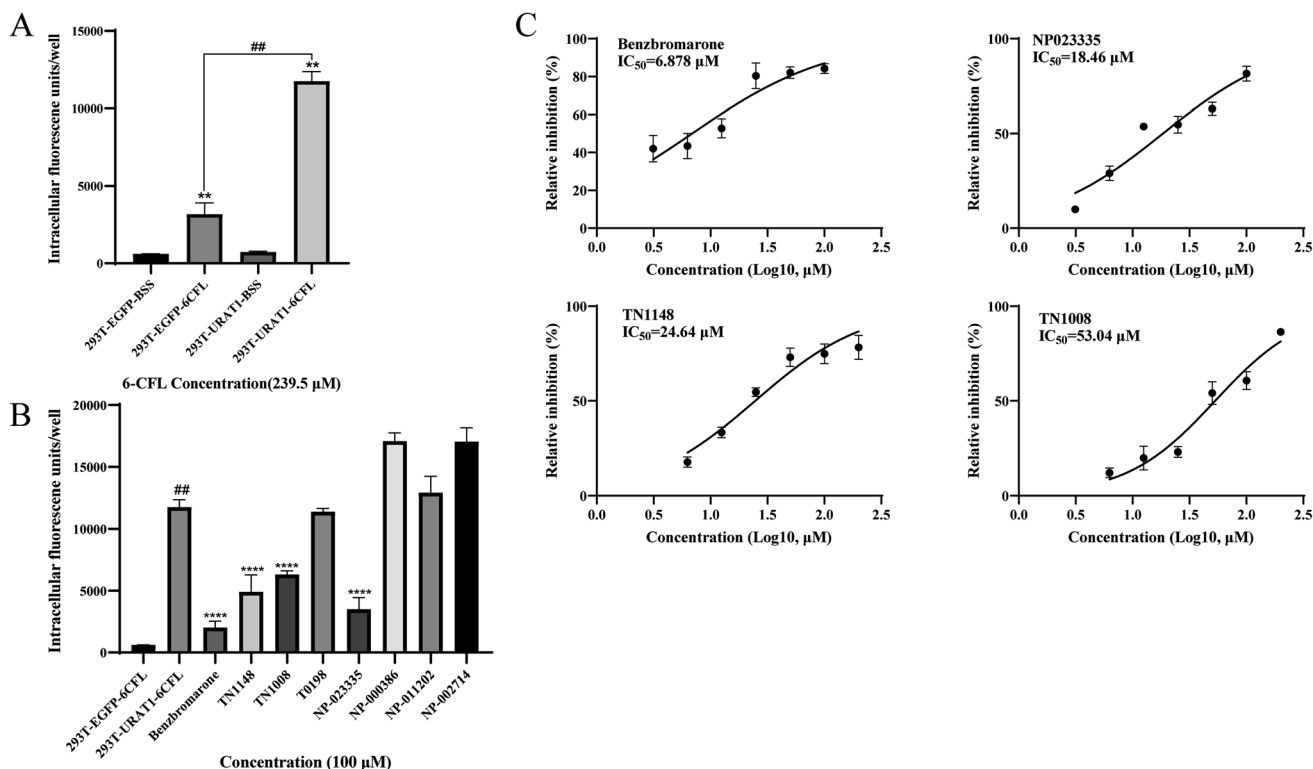 A
Intracellular fluorescene units/well
15000
10000
5000
0
##
**
**
293T-EGFP-BSS
293T-EGFP-6CFL
293T-URAT1-BSS
293T-URAT1-6CFL
6-CFL Concentration(239.5 μM)
B
Intracellular fluorescene units/well
20000
15000
10000
5000
0
##
****
****
****
****
293T-EGFP-6CFL
293T-URAT1-6CFL
Benzbromarone
TN1148
TN1008
T0198
NP-023335
NP-000386
NP-011202
NP-002714
Concentration (100 μM)
C
Benzbromarone
IC50=6.878 μM
Relative inhibition (%)
100
80
60
40
20
0
0.0 0.5 1.0 1.5 2.0 2.5
Concentration (Log10, μM)
NP023335
IC50=18.46 μM
Relative inhibition (%)
100
50
0
0.0 0.5 1.0 1.5 2.0 2.5
Concentration (Log10, μM)
TN1148
IC50=24.64 μM
Relative inhibition (%)
100
50
0
0.0 0.5 1.0 1.5 2.0 2.5
Concentration (Log10, μM)
TN1008
IC50=53.04 μM
Relative inhibition (%)
100
50
0
0.0 0.5 1.0 1.5 2.0 2.5
Concentration (Log10, μM)